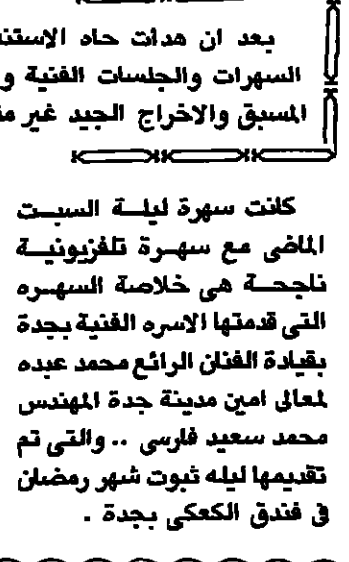 بعد ان هدأت حاه الاستن
السهرات والجلسات الفنية و
المسبق والاخراج الجيد غير م
كانت سهرة ليلة السبت
الماضى مع سهرة تلفزيونية
ناجحة هى خلاصة السهره
التى قدمتها الاسره الفنية بجدة
بقيادة الفنان الرائع محمد عبده
لمعالى امين مدينة جدة المهندس
محمد سعيد فارسى .. والتى تم
تقديمها ليله ثبوت شهر رمضان
فى فندق الكعكى بجدة .